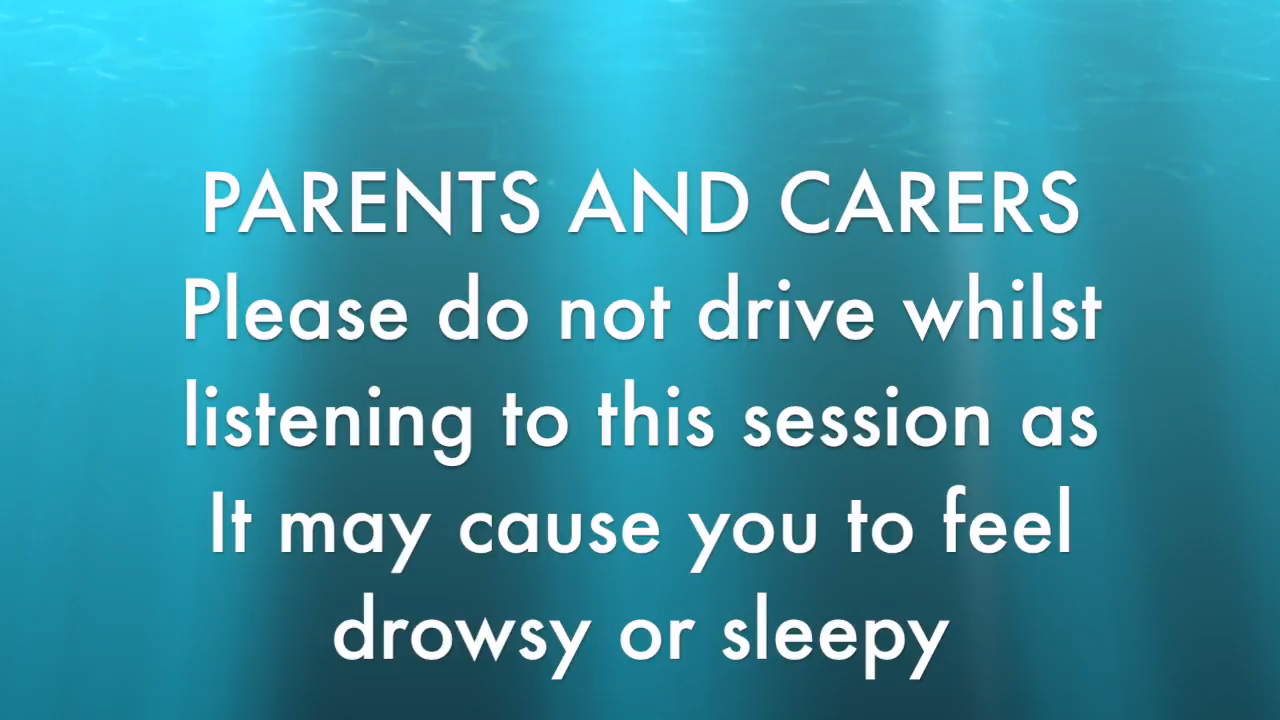 PARENTS AND CARERS
Please do not drive whilst
listening to this session as
It may cause you to feel
drowsy or sleepy